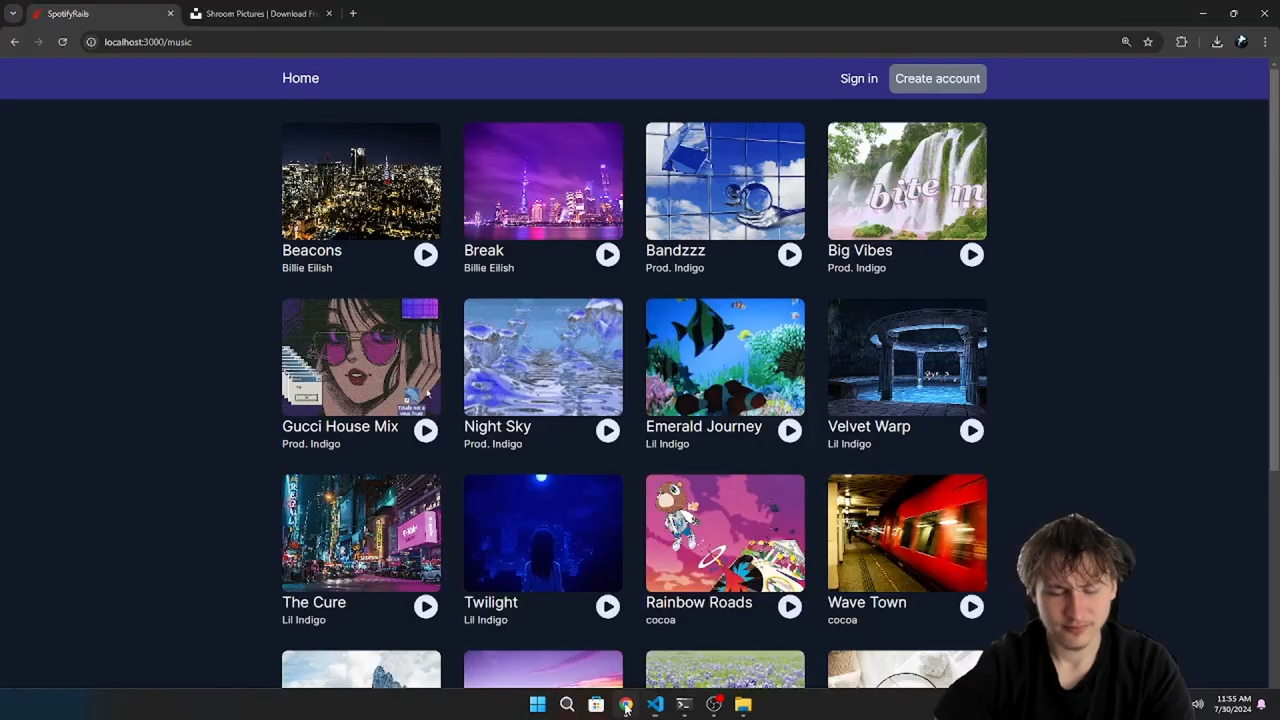 SpotifyRails
Shroom Pictures | Download Fr
localhost:3000/music
Home
Sign in
Create account
bite m
Beacons
Billie Eilish
Break
Billie Eilish
Bandzzz
Prod. Indigo
Big Vibes
Prod. Indigo
Gucci House Mix
Prod. Indigo
Night Sky
Prod. Indigo
Emerald Journey
Lil Indigo
Velvet Warp
Lil Indigo
The Cure
Lil Indigo
Twilight
Lil Indigo
Rainbow Roads
cocoa
Wave Town
cocoa
11:55 AM
7/30/2024